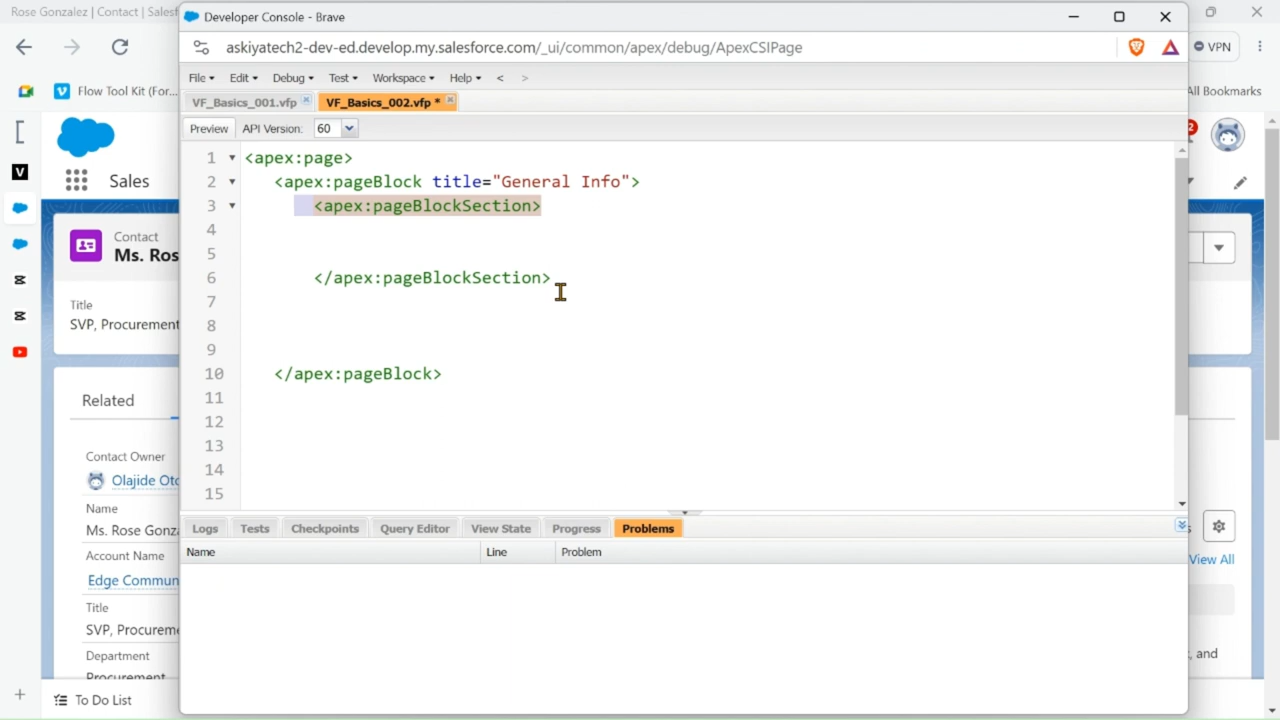 Rose Gonzalez | Contact | Salesf
Developer Console - Brave
askiyatech2-dev-ed.develop.my.salesforce.com/_ui/common/apex/debug/ApexCSIPage
VPN
File Edit Debug Test Workspace Help < >
Flow Tool Kit (For...
All Bookmarks
VF_Basics_001.vfp VF_Basics_002.vfp *
Preview API Version: 60
1 <apex:page>
2 <apex:pageBlock title="General Info">
3 <apex:pageBlockSection>
4
5
6 </apex:pageBlockSection>
7
8
9
10 </apex:pageBlock>
11
12
13
14
15
V
Sales
2
Contact
Ms. Ros
Title
SVP, Procurement
Related
Contact Owner
Olajide Oto
Name
Ms. Rose Gonza
Account Name
Edge Commun
Title
SVP, Procureme
Department
Procurement
To Do List
Logs Tests Checkpoints Query Editor View State Progress Problems
Name Line Problem
View All
, and